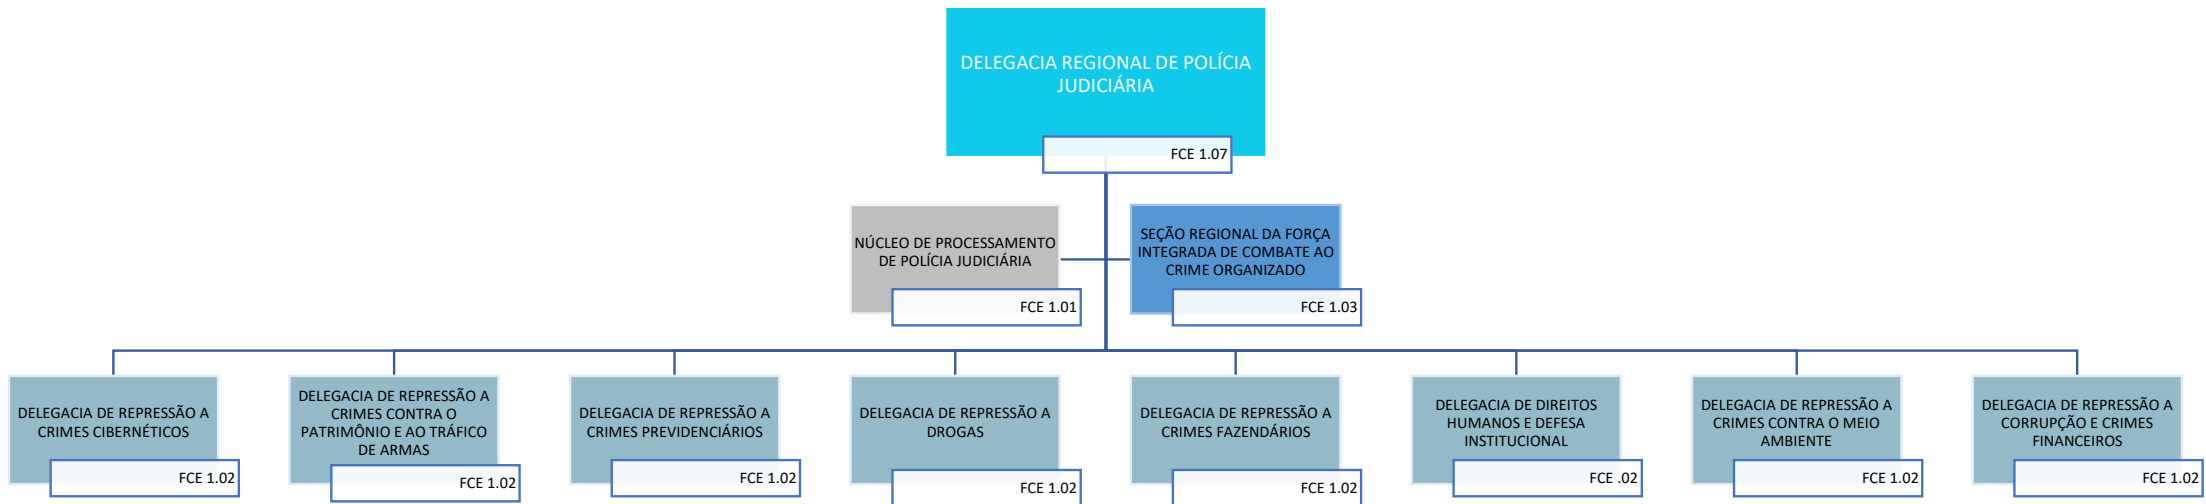 DELEGACIA REGIONAL DE POLÍCIA
JUDICIÁRIA
FCE 1.07
NÚCLEO DE PROCESSAMENTO
DE POLÍCIA JUDICIÁRIA
FCE 1.01
SEÇÃO REGIONAL DA FORÇA
INTEGRADA DE COMBATE AO
CRIME ORGANIZADO
FCE 1.03
DELEGACIA DE REPRESSÃO A
CRIMES CIBERNÉTICOS
FCE 1.02
DELEGACIA DE REPRESSÃO A
CRIMES CONTRA O
PATRIMÔNIO E AO TRÁFICO
DE ARMAS
FCE 1.02
DELEGACIA DE REPRESSÃO A
CRIMES PREVIDENCIÁRIOS
FCE 1.02
DELEGACIA DE REPRESSÃO A
DROGAS
FCE 1.02
DELEGACIA DE REPRESSÃO A
CRIMES FAZENDÁRIOS
FCE 1.02
DELEGACIA DE DIREITOS
HUMANOS E DEFESA
INSTITUCIONAL
FCE .02
DELEGACIA DE REPRESSÃO A
CRIMES CONTRA O MEIO
AMBIENTE
FCE 1.02
DELEGACIA DE REPRESSÃO A
CORRUPÇÃO E CRIMES
FINANCEIROS
FCE 1.02